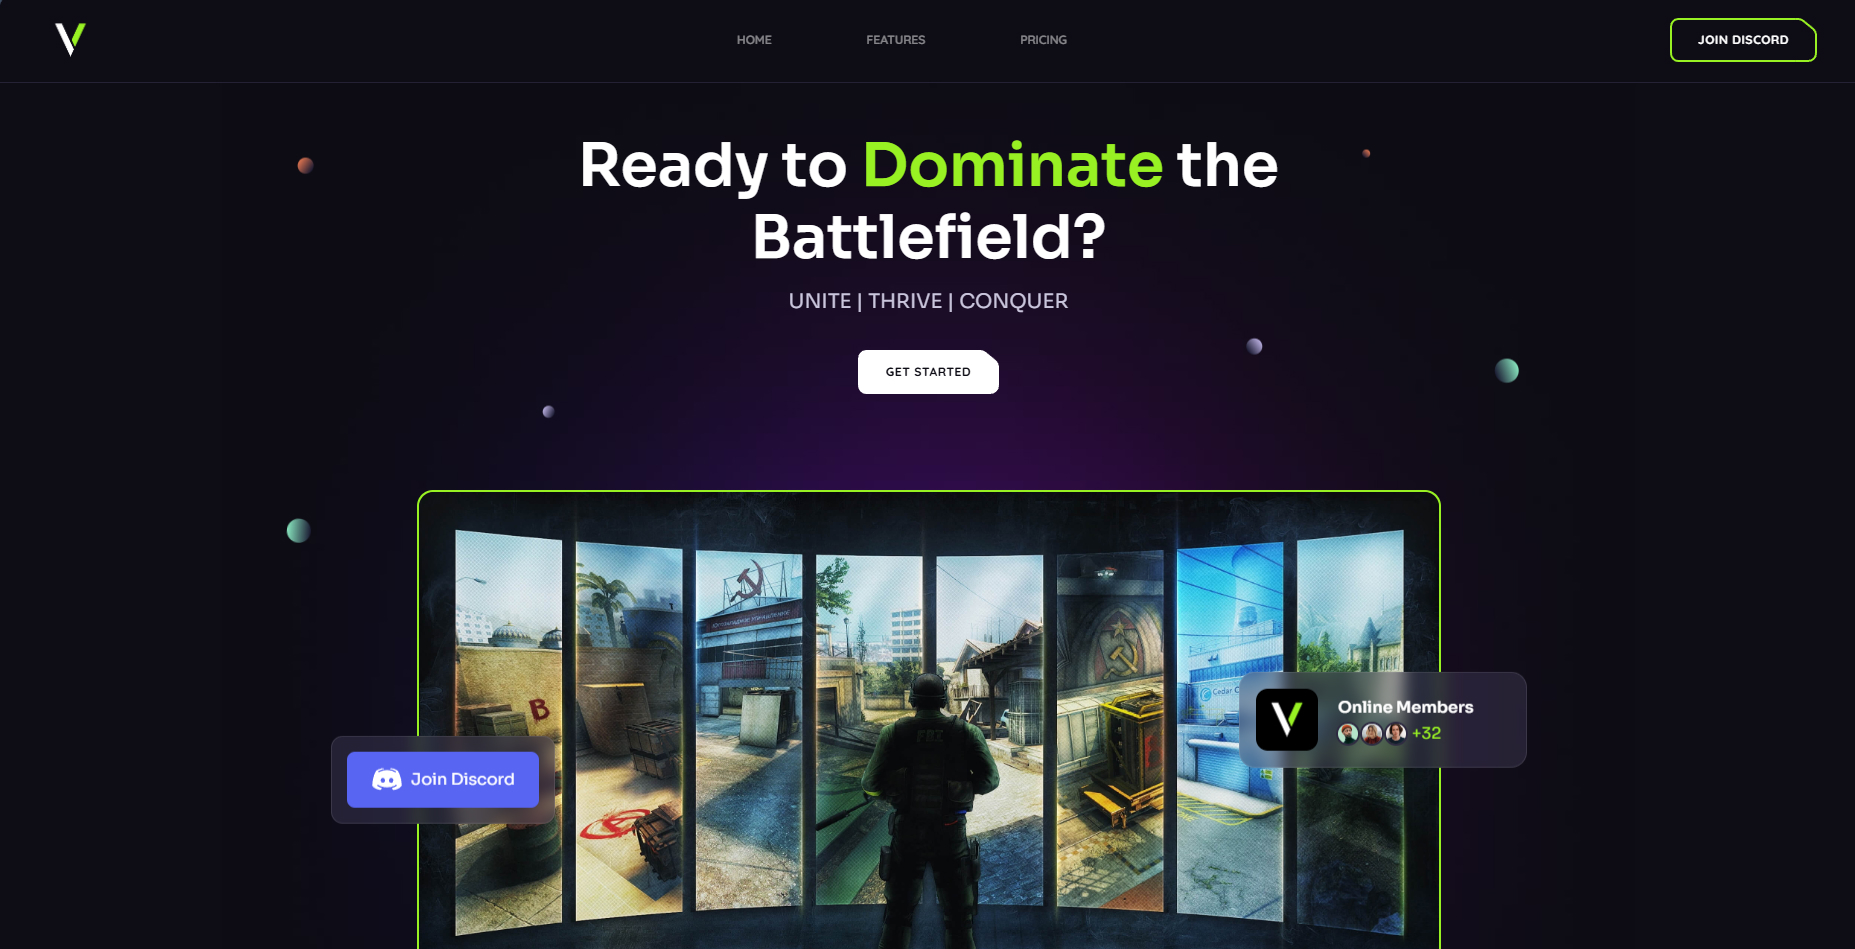 HOME
FEATURES
PRICING
JOIN DISCORD
Ready to Dominate the
Battlefield?
UNITE | THRIVE | CONQUER
GET STARTED
B
FBI
Cedar C
Online Members
+32
Join Discord